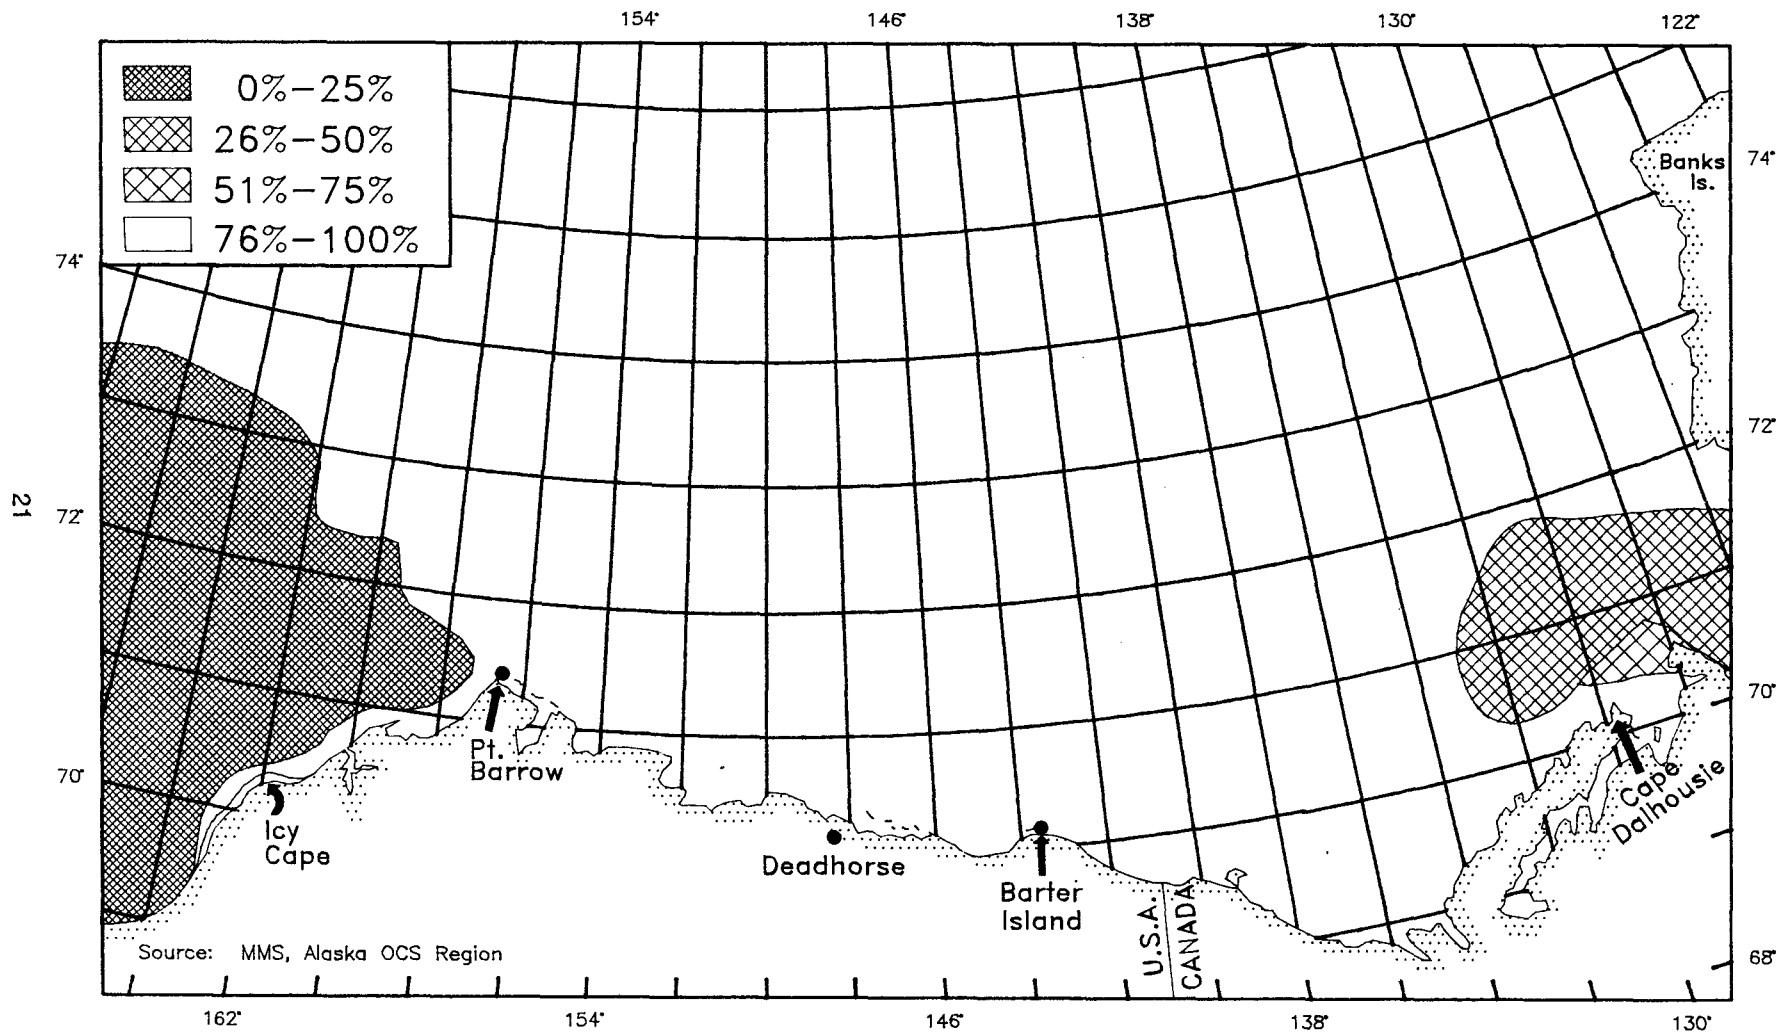 154° 146° 138° 130° 122°
0%-25%
26%-50%
51%-75%
76%-100%
Banks
Is.
74°
74°
72°
72°
70°
70°
68°
21
Pt.
Barrow
Icy
Cape
Deadhorse
Barter
Island
U.S.A.
CANADA
Cape
Dalhousie
Source: MMS, Alaska OCS Region
162° 154° 146° 138° 130°